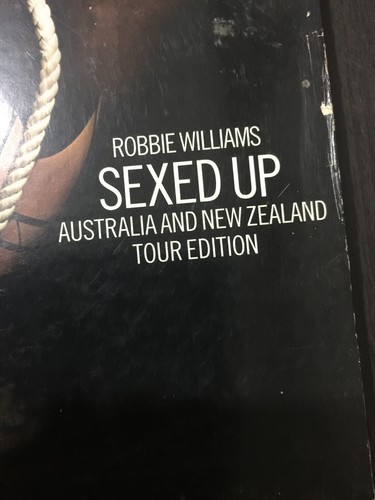 ROBBIE WILLIAMS
SEXED UP
AUSTRALIA AND NEW ZEALAND
TOUR EDITION